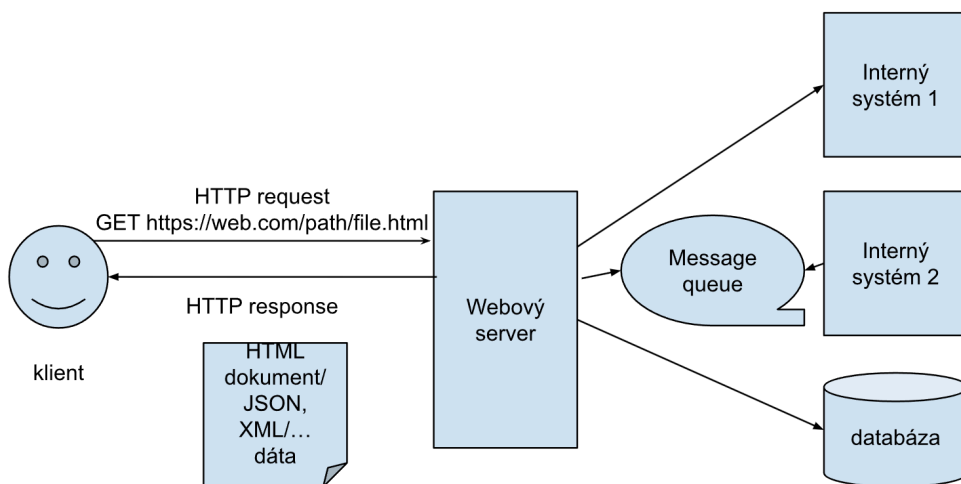 HTTP request
GET https://web.com/path/file.html
HTTP response
klient
HTML
dokument/
JSON,
XML/…
dáta
Webový
server
Message
queue
Interný
systém 1
Interný
systém 2
databáza